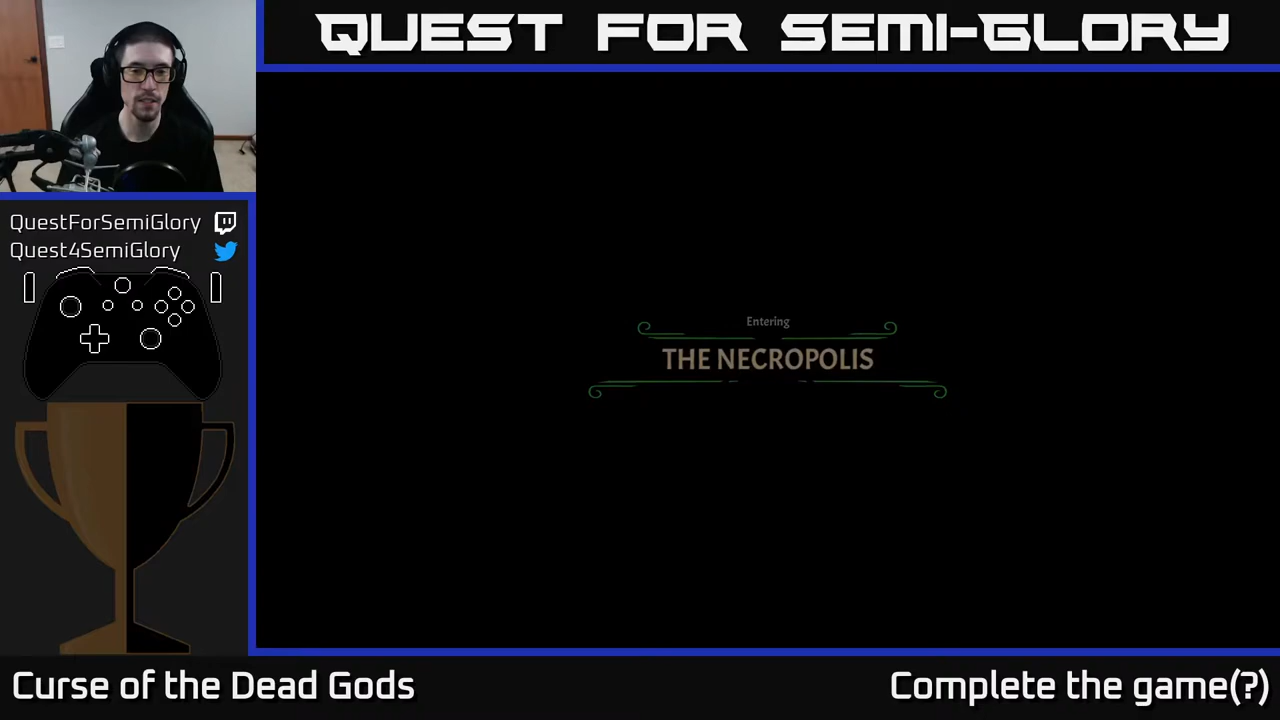 QUEST FOR SEMI-GLORY
QuestForSemiGlory
Quest4SemiGlory
Entering
THE NECROPOLIS
Curse of the Dead Gods
Complete the game(?)